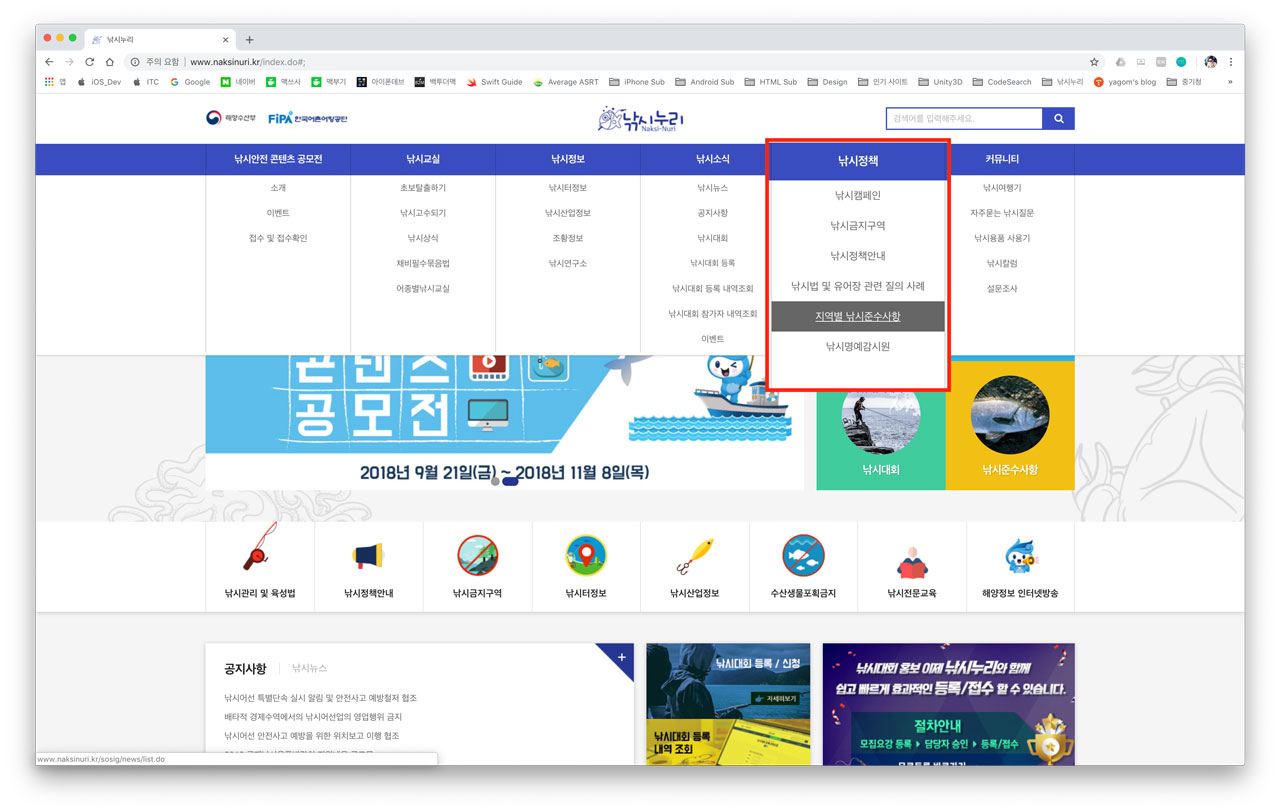 낚시누리
주의 요함 | www.naksinuri.kr/index.do#;
앱 iOS_Dev ITC Google 네이버 맥쓰사 맥부기 아이폰데브 백투더맥 Swift Guide Average ASRT iPhone Sub Android Sub HTML Sub Design 인기 사이트 Unity3D CodeSearch 낚시누리 yagom's blog 중기청 »
해양수산부 FiPA 한국어촌어항공단 낚시누리 검색어를 입력해주세요.
Naksi-Nuri
낚시안전 콘텐츠 공모전 낚시교실 낚시정보 낚시소식 낚시정책 커뮤니티
소개
이벤트
접수 및 접수확인
초보탈출하기
낚시고수되기
낚시상식
채비필수묶음법
어종별낚시교실
낚시터정보
낚시산업정보
조황정보
낚시연구소
낚시뉴스
공지사항
낚시대회
낚시대회 등록
낚시대회 등록 내역조회
낚시대회 참가자 내역조회
이벤트
낚시캠페인
낚시금지구역
낚시정책안내
낚시법 및 유어장 관련 질의 사례
지역별 낚시준수사항
낚시명예감시원
낚시여행기
자주묻는 낚시질문
낚시용품 사용기
낚시칼럼
설문조사
콘텐츠
공모전
2018년 9월 21일(금) ~ 2018년 11월 8일(목)
낚시대회 낚시준수사항
낚시관리 및 육성법 낚시정책안내 낚시금지구역 낚시터정보 낚시산업정보 수산생물포획금지 낚시전문교육 해양정보 인터넷방송
공지사항 낚시뉴스 +
낚시어선 특별단속 실시 알림 및 안전사고 예방철저 협조
배타적 경제수역에서의 낚시어선업의 영업행위 금지
낚시어선 안전사고 예방을 위한 위치보고 이행 협조
낚시대회 등록 / 신청
자세히보기
낚시대회 등록
내역 조회
낚시대회 홍보 이제 낚시누리와 함께
쉽고 빠르게 효과적인 등록/접수 할 수 있습니다.
절차안내
모집요강 등록 ▸ 담당자 승인 ▸ 등록/접수
www.naksinuri.kr/sosig/news/list.do